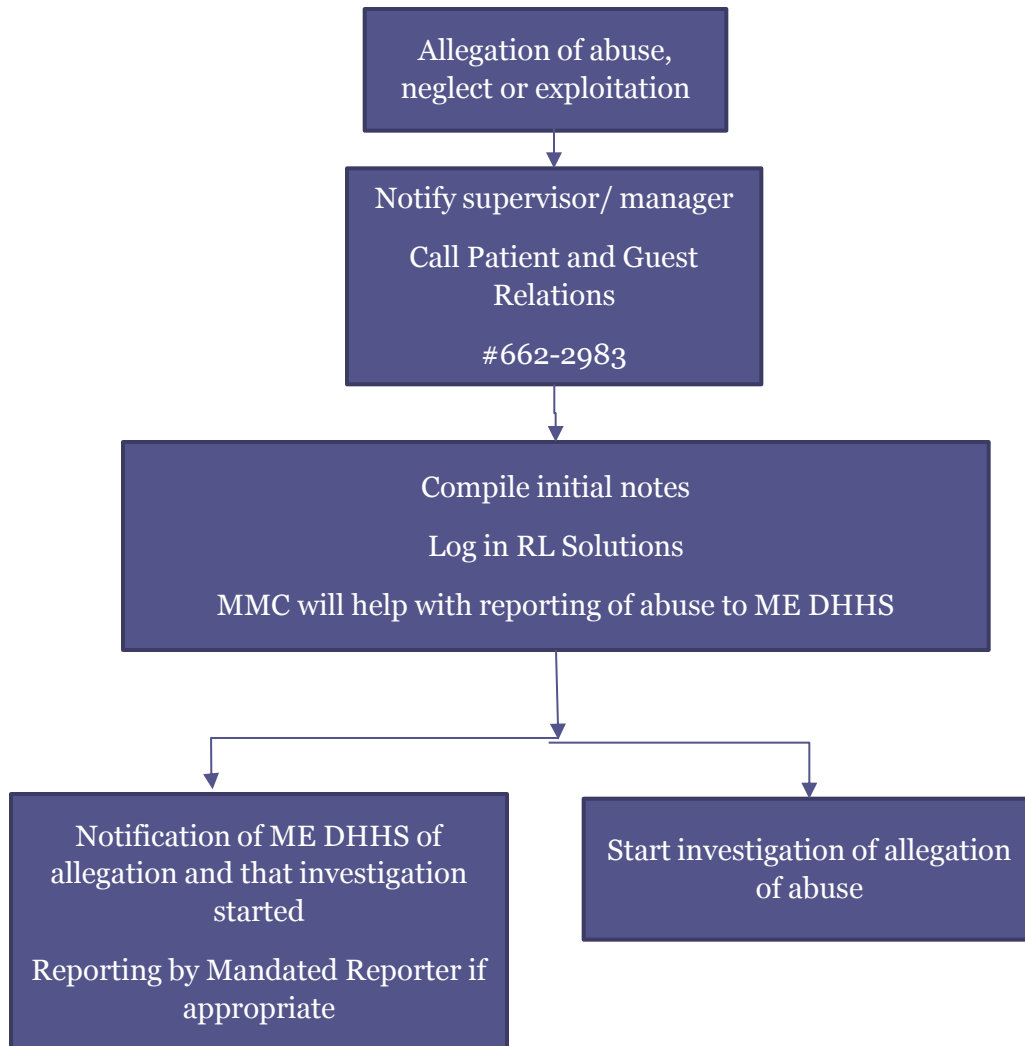 Allegation of abuse,
neglect or exploitation
Notify supervisor/ manager
Call Patient and Guest
Relations
#662-2983
Compile initial notes
Log in RL Solutions
MMC will help with reporting of abuse to ME DHHS
Notification of ME DHHS of
allegation and that investigation
started
Reporting by Mandated Reporter if
appropriate
Start investigation of allegation
of abuse